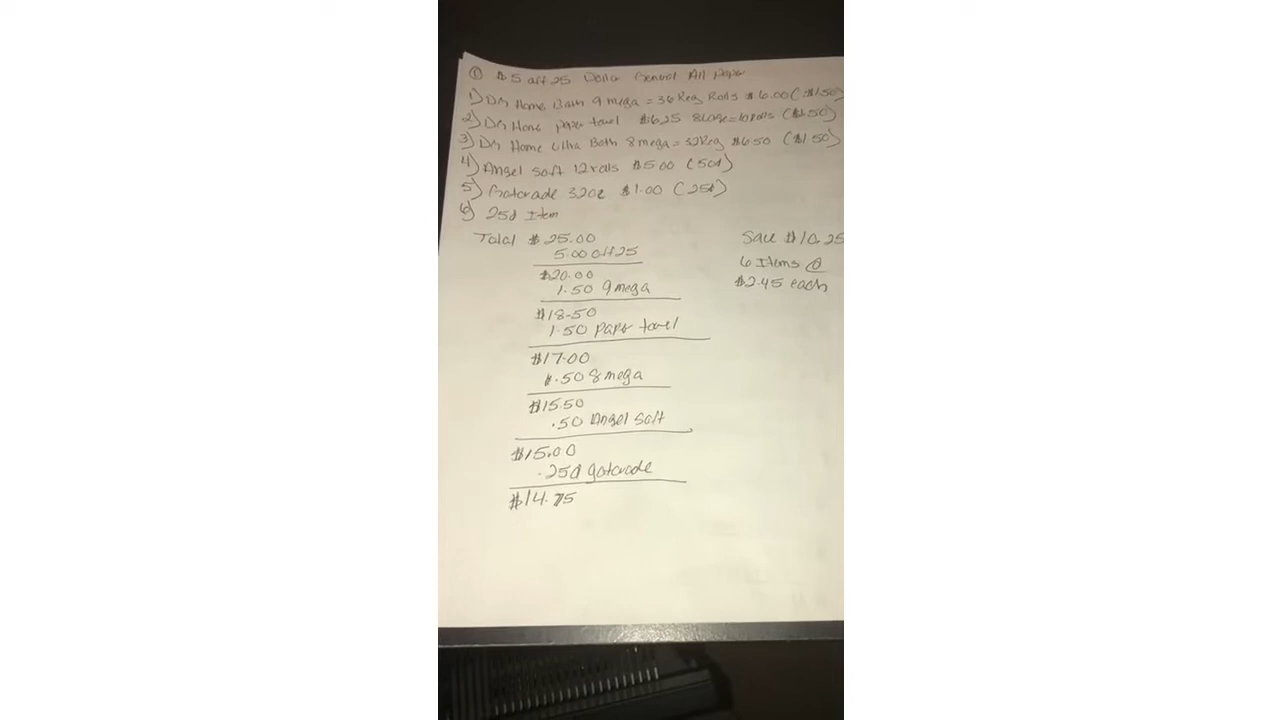 ① $5 off 25 Dollar General All Paper
1) DG Home Bath 9 mega = 36 Reg Rolls $6.00 ($1.50)
2) DG Home paper towel $6.25 8 Large = 10 rolls ($1.50)
3) DG Home Ultra Bath 8 mega = 32 Reg $6.50 ($1.50)
4) Angel Soft 12 rolls $5.00 (50¢)
5) Gatorade 32oz $1.00 (25¢)
6) 25¢ Item
Total $25.00
5.00 off 25
$20.00
1.50 9 mega
$18.50
1.50 paper towel
$17.00
1.50 8 mega
$15.50
.50 Angel Soft
$15.00
.25¢ gatorade
$14.75
Save $10.25
6 Items @
$2.45 each